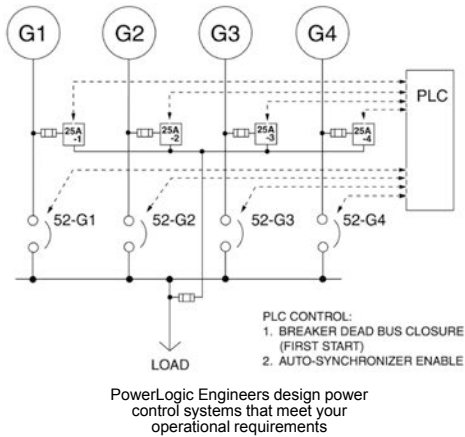 G1 G2 G3 G4
PLC
25A -1
25A -2
25A -3
25A -4
52-G1 52-G2 52-G3 52-G4
LOAD
PLC CONTROL:
1. BREAKER DEAD BUS CLOSURE
(FIRST START)
2. AUTO-SYNCHRONIZER ENABLE
PowerLogic Engineers design power
control systems that meet your
operational requirements